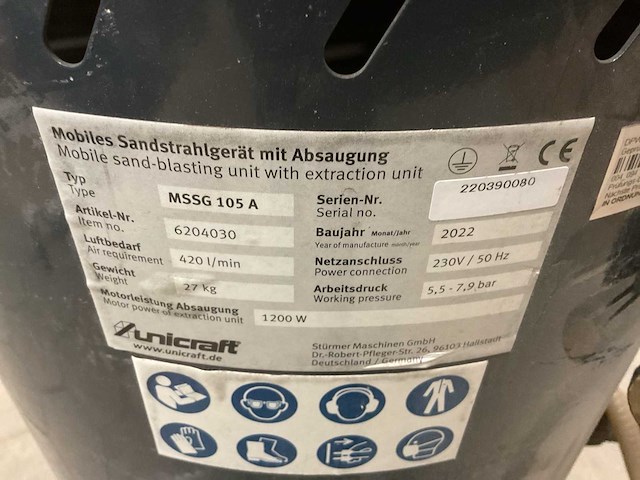 Mobiles Sandstrahlgerät mit Absaugung
Mobile sand-blasting unit with extraction unit
CE
Typ
Type
MSSG 105 A
Artikel-Nr.
Item no.
6204030
Luftbedarf
Air requirement
420 l/min
Gewicht
Weight
27 kg
Motorleistung Absaugung
Motor power of extraction unit
1200 W
Serien-Nr.
Serial no.
220390080
Baujahr Monat/Jahr
Year of manufacture month/year
2022
Netzanschluss
Power connection
230V / 50 Hz
Arbeitsdruck
Working pressure
5,5 - 7,9 bar
unicraft
www.unicraft.de
Stürmer Maschinen GmbH
Dr.-Robert-Pfleger-Str. 26, 96103 Hallstadt
Deutschland / Germany